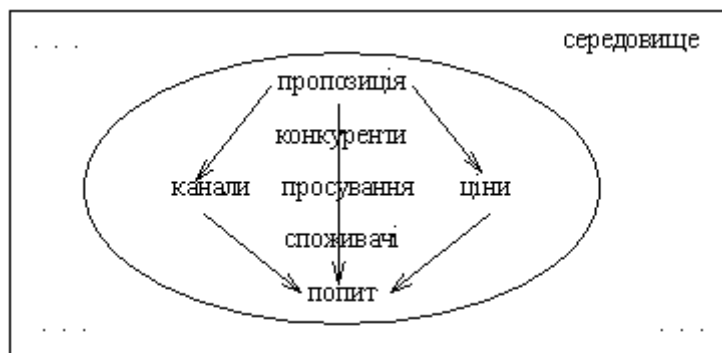 . . . середовище
пропозиція
конкуренти
канали просування ціни
споживачі
попит
. . . . . .